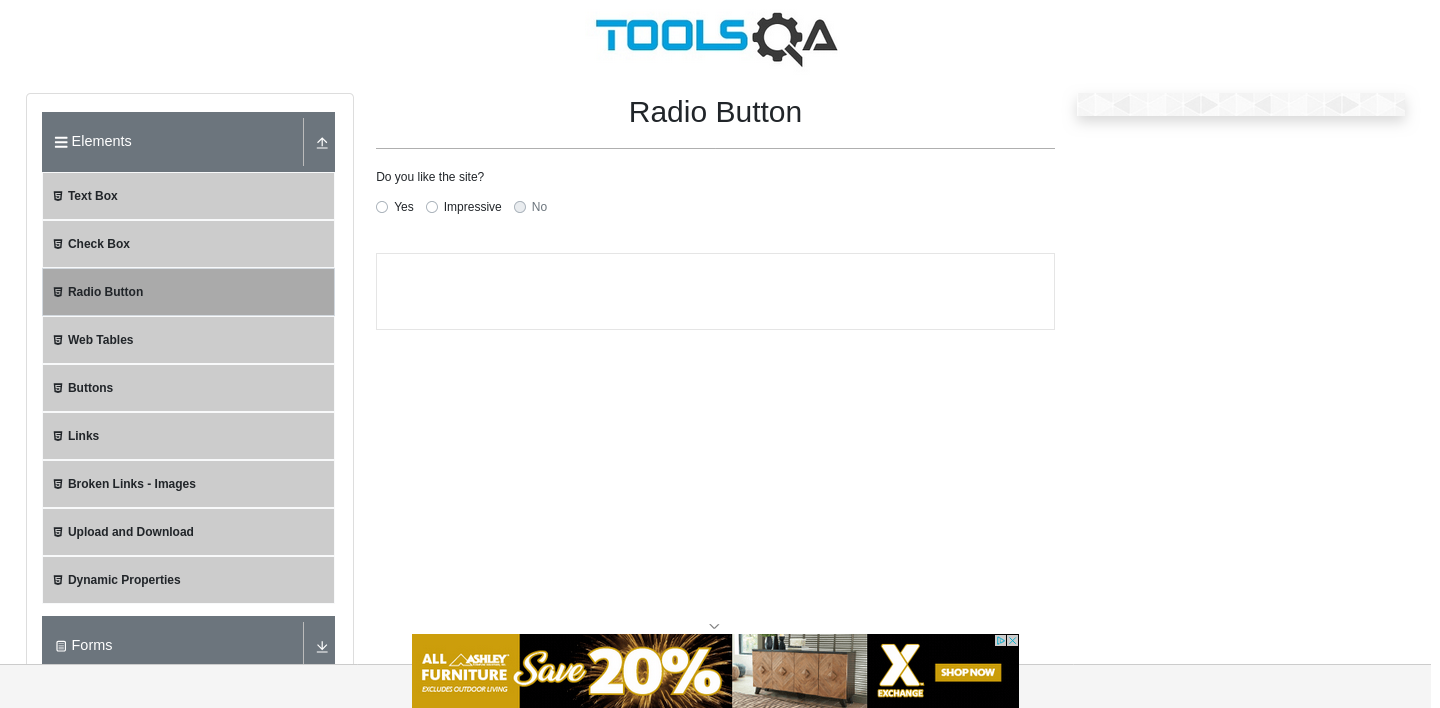 TOOLSQA
Elements
Text Box
Check Box
Radio Button
Web Tables
Buttons
Links
Broken Links - Images
Upload and Download
Dynamic Properties
Forms
Radio Button
Do you like the site?
Yes Impressive No
ALL ASHLEY
FURNITURE
EXCLUDES OUTDOOR LIVING
Save 20%
X
EXCHANGE
SHOP NOW